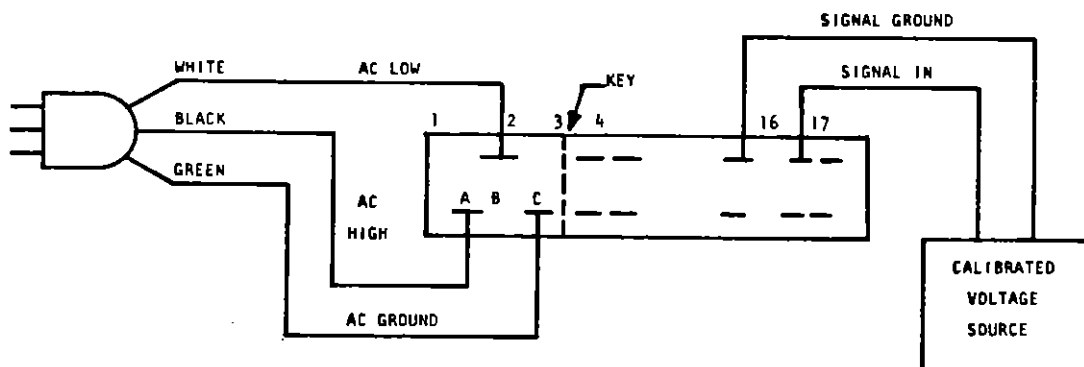 SIGNAL GROUND
WHITE AC LOW
SIGNAL IN
KEY
BLACK
1 2 3 4 16 17
GREEN
AC
HIGH
A B C
AC GROUND
CALIBRATED
VOLTAGE
SOURCE